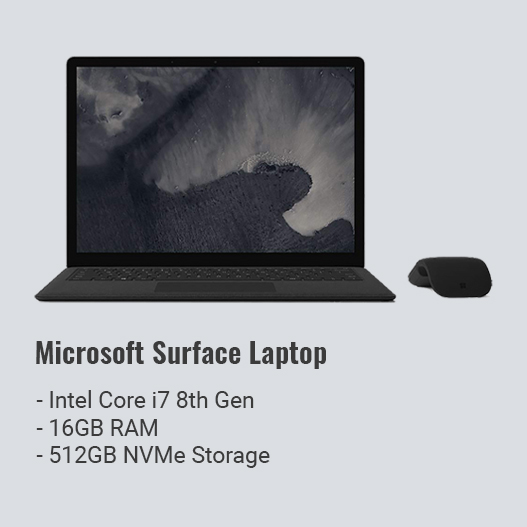 Microsoft Surface Laptop
- Intel Core i7 8th Gen
- 16GB RAM
- 512GB NVMe Storage